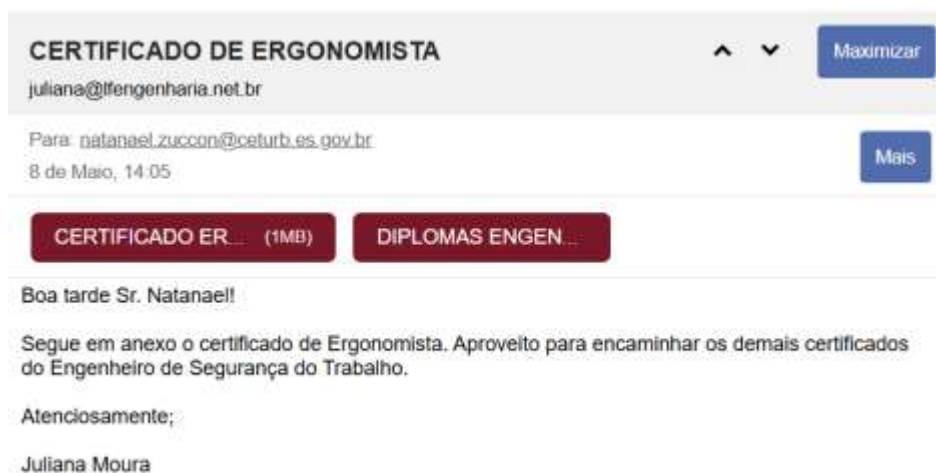 CERTIFICADO DE ERGONOMISTA
Maximizar
juliana@lfengenharia.net.br
Para: natanael.zuccon@ceturb.es.gov.br
Mais
8 de Maio, 14:05
CERTIFICADO ER... (1MB)
DIPLOMAS ENGEN...
Boa tarde Sr. Natanael!
Segue em anexo o certificado de Ergonomista. Aproveito para encaminhar os demais certificados
do Engenheiro de Segurança do Trabalho.
Atenciosamente;
Juliana Moura